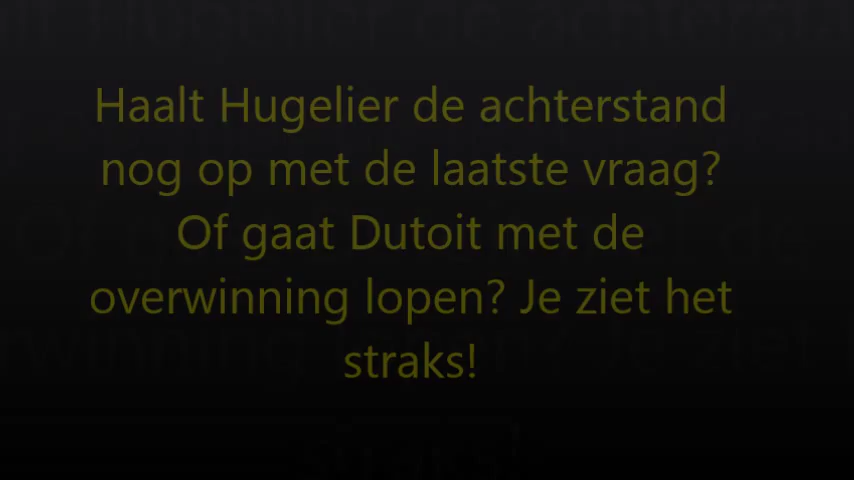 Haalt Hugelier de achterstand
nog op met de laatste vraag?
Of gaat Dutoit met de
overwinning lopen? Je ziet het
straks!